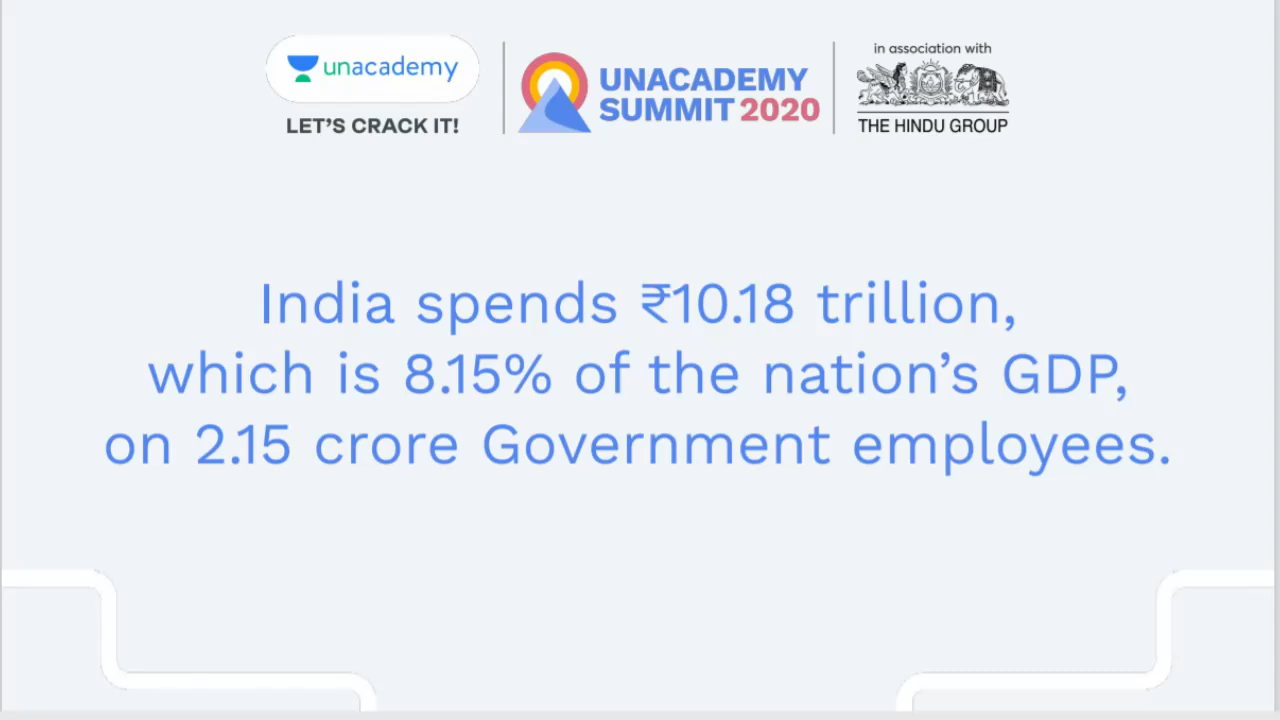 unacademy
LET'S CRACK IT!
UNACADEMY
SUMMIT 2020
in association with
THE HINDU GROUP
India spends ₹10.18 trillion,
which is 8.15% of the nation’s GDP,
on 2.15 crore Government employees.